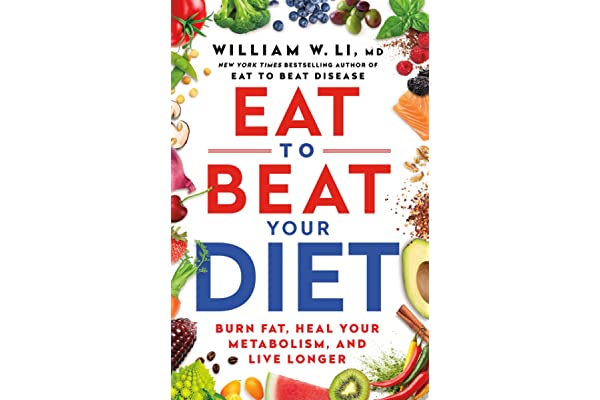 WILLIAM W. LI, MD
NEW YORK TIMES BESTSELLING AUTHOR OF
EAT TO BEAT DISEASE
EAT
TO
BEAT
YOUR
DIET
BURN FAT, HEAL YOUR
METABOLISM, AND
LIVE LONGER